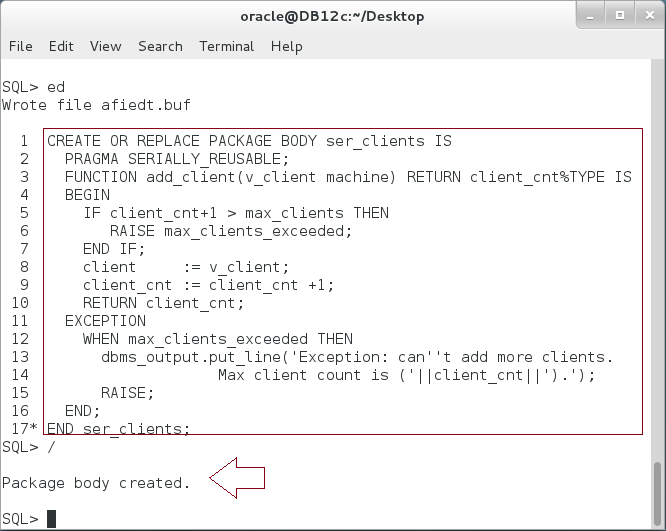 oracle@DB12c:~/Desktop
File Edit View Search Terminal Help
SQL> ed
Wrote file afiedt.buf
1 CREATE OR REPLACE PACKAGE BODY ser_clients IS
2 PRAGMA SERIALLY_REUSABLE;
3 FUNCTION add_client(v_client machine) RETURN client_cnt%TYPE IS
4 BEGIN
5 IF client_cnt+1 > max_clients THEN
6 RAISE max_clients_exceeded;
7 END IF;
8 client := v_client;
9 client_cnt := client_cnt +1;
10 RETURN client_cnt;
11 EXCEPTION
12 WHEN max_clients_exceeded THEN
13 dbms_output.put_line('Exception: can''t add more clients.
14 Max client count is ('||client_cnt||').');
15 RAISE;
16 END;
17* END ser_clients;
SQL> /
Package body created.
SQL>